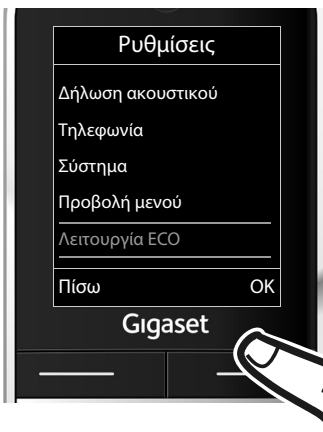 Ρυθμίσεις
Δήλωση ακουστικού
Τηλεφωνία
Σύστημα
Προβολή μενού
Λειτουργία ECO
Πίσω OK
Gigaset